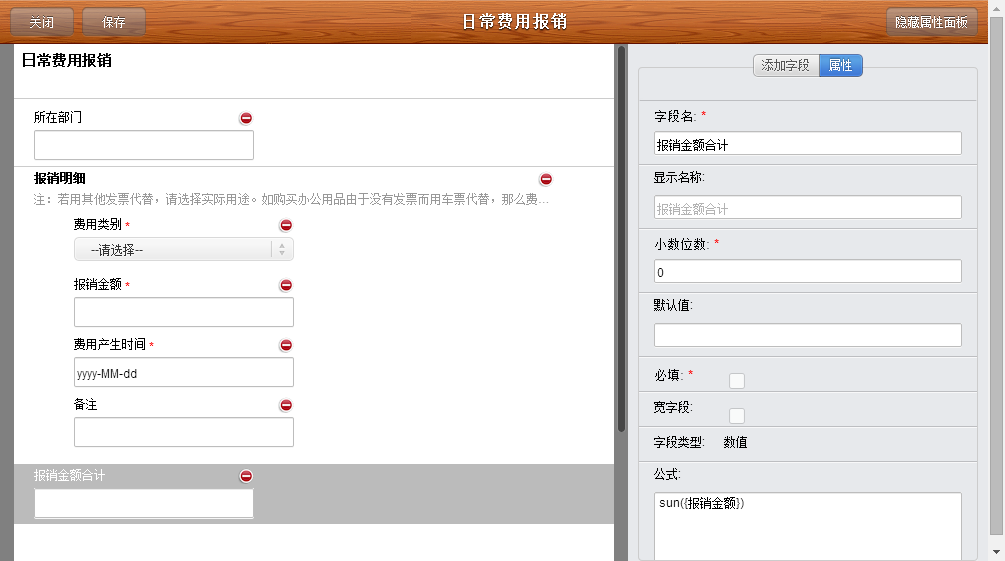 关闭
保存
日常费用报销
隐藏属性面板
日常费用报销
所在部门
报销明细
注：若用其他发票代替，请选择实际用途。如购买办公用品由于没有发票而用车票代替，那么费...
费用类别 *
--请选择--
报销金额 *
费用产生时间 *
yyyy-MM-dd
备注
报销金额合计
添加字段
属性
字段名: *
报销金额合计
显示名称:
报销金额合计
小数位数: *
0
默认值:
必填: *
宽字段:
字段类型: 数值
公式:
sun({报销金额})